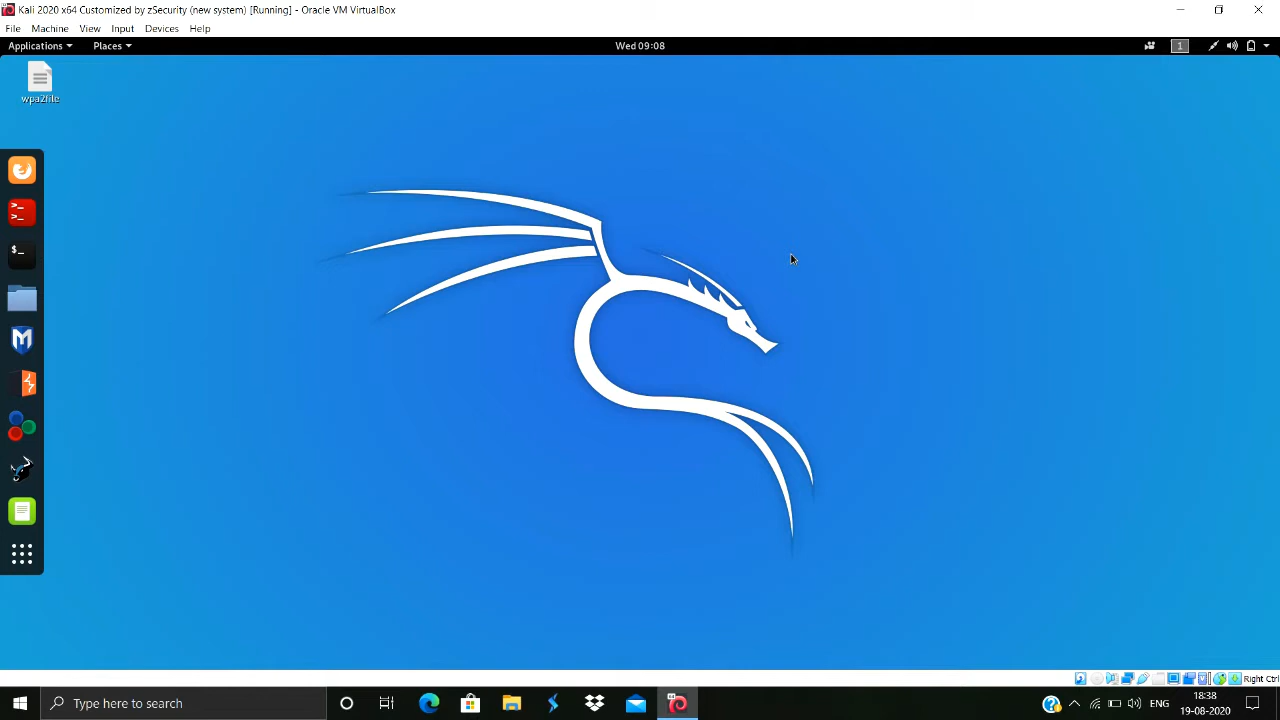 Kali 2020 x64 Customized by zSecurity (new system) [Running] - Oracle VM VirtualBox
File Machine View Input Devices Help
Applications Places Wed 09:08 1
wpa2file
Right Ctrl
Type here to search ENG 18:38
19-08-2020